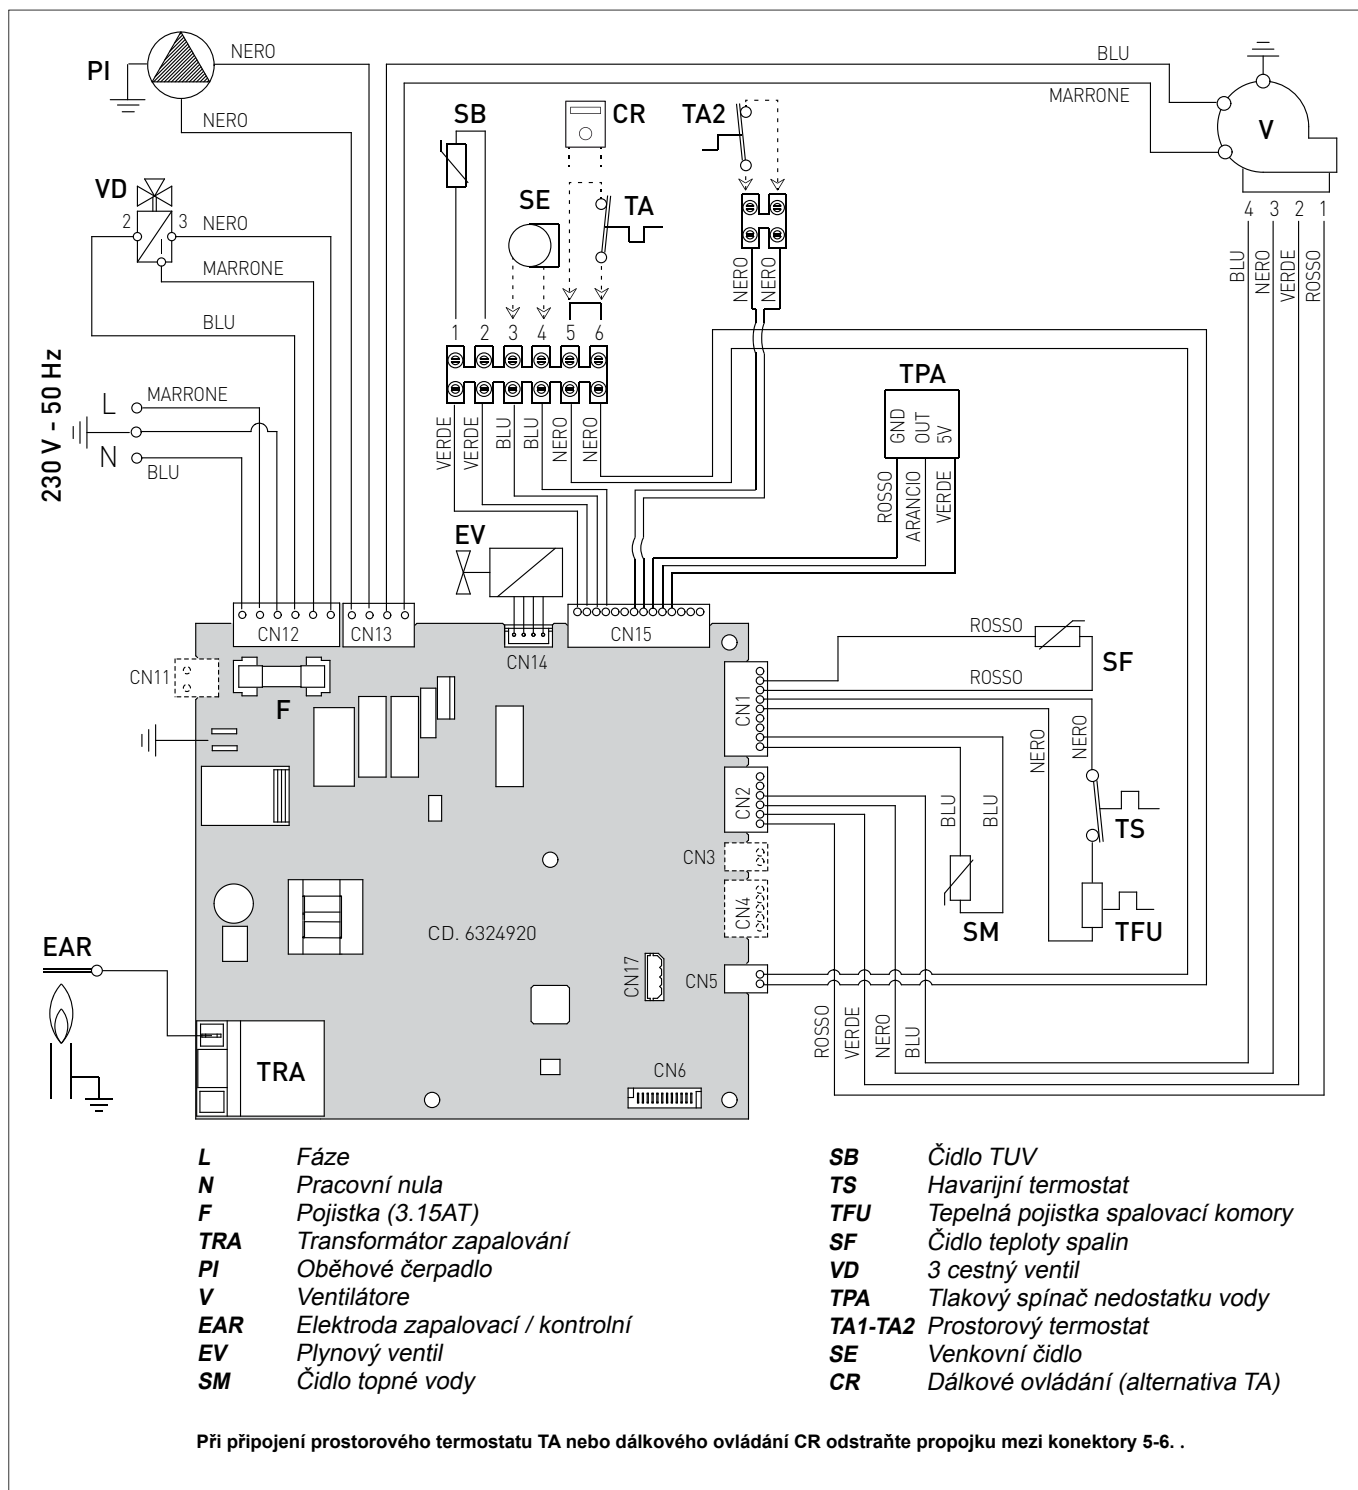 NERO
PI
BLU
MARRONE
NERO
SB
CR
TA2
V
VD
2
3
NERO
SE
TA
4
3
2
1
MARRONE
NERO
NERO
BLU
NERO
VERDE
ROSSO
BLU
1
2
3
4
5
6
230 V - 50 Hz
TPA
L
MARRONE
GND
OUT
5V
N
BLU
VERDE
VERDE
BLU
BLU
NERO
NERO
ROSSO
ARANCIO
VERDE
EV
CN12
CN13
CN14
CN15
ROSSO
SF
CN11
ROSSO
F
CN1
NERO
NERO
CN2
BLU
BLU
TS
CN3
CN4
SM
TFU
CD. 6324920
EAR
CN17
CN5
ROSSO
VERDE
NERO
BLU
TRA
CN6
L Fáze
N Pracovní nula
F Pojistka (3.15AT)
TRA Transformátor zapalování
PI Oběhové čerpadlo
V Ventilátore
EAR Elektroda zapalovací / kontrolní
EV Plynový ventil
SM Čidlo topné vody
SB Čidlo TUV
TS Havarijní termostat
TFU Tepelná pojistka spalovací komory
SF Čidlo teploty spalin
VD 3 cestný ventil
TPA Tlakový spínač nedostatku vody
TA1-TA2 Prostorový termostat
SE Venkovní čidlo
CR Dálkové ovládání (alternativa TA)
Při připojení prostorového termostatu TA nebo dálkového ovládání CR odstraňte propojku mezi konektory 5-6. .